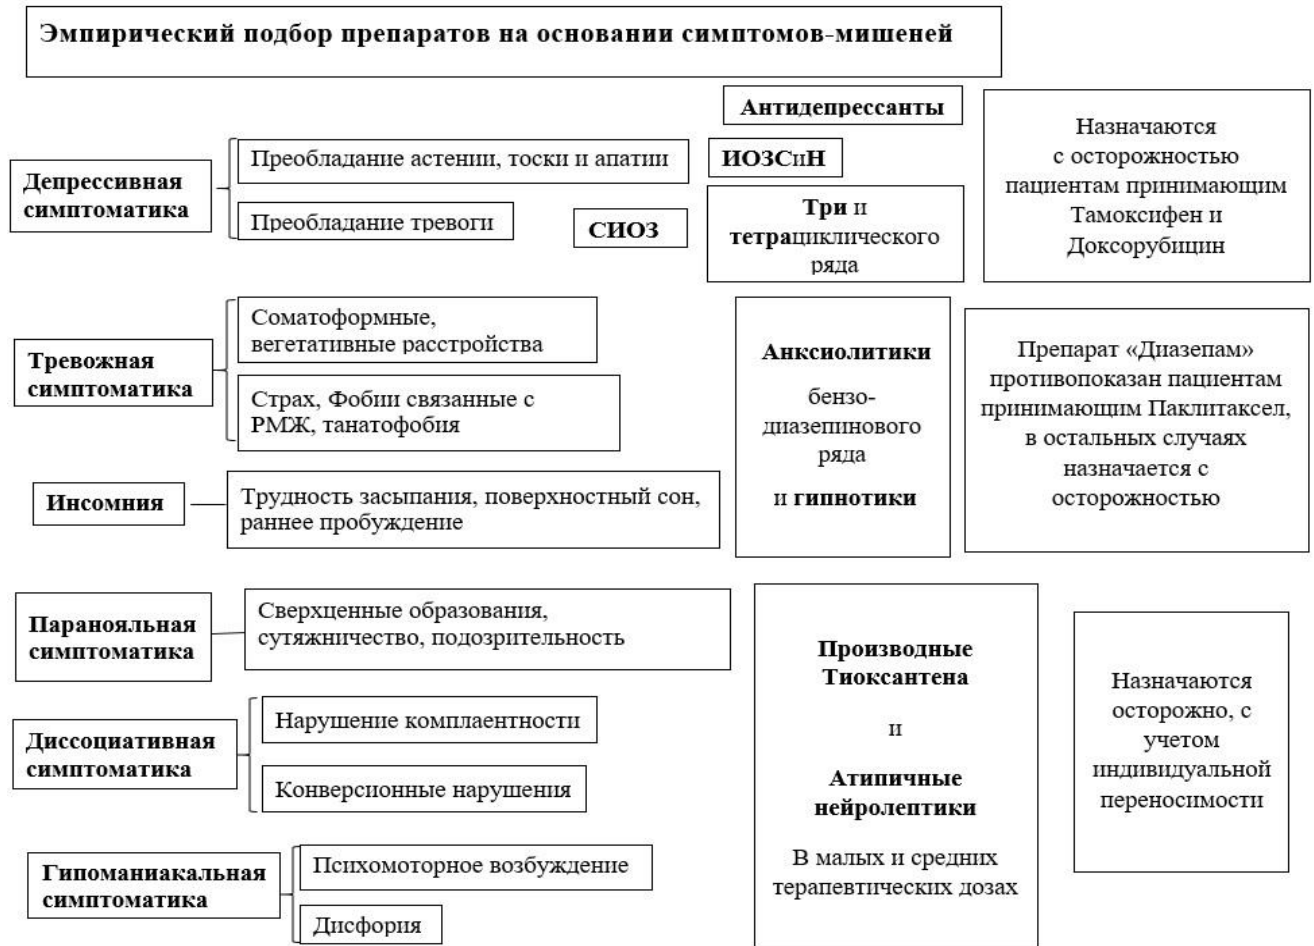 Эмпирический подбор препаратов на основании симптомов-мишеней
Антидепрессанты
Депрессивная
симптоматика
Преобладание астении, тоски и апатии
Преобладание тревоги
ИОЗСиН
СИОЗ
Три и
тетрациклического
ряда
Назначаются
с осторожностью
пациентам принимающим
Тамоксифен и
Доксорубицин
Тревожная
симптоматика
Соматоформные,
вегетативные расстройства
Страх, Фобии связанные с
РМЖ, танатофобия
Инсомния
Трудность засыпания, поверхностный сон,
раннее пробуждение
Анксиолитики
бензо-
диазепинового
ряда
и гипнотики
Препарат «Диазепам»
противопоказан пациентам
принимающим Паклитаксел,
в остальных случаях
назначается с
осторожностью
Паранояльная
симптоматика
Сверхценные образования,
сутяжничество, подозрительность
Диссоциативная
симптоматика
Нарушение комплаентности
Конверсионные нарушения
Гипоманиакальная
симптоматика
Психомоторное возбуждение
Дисфория
Производные
Тиоксантена
и
Атипичные
нейролептики
В малых и средних
терапевтических дозах
Назначаются
осторожно, с
учетом
индивидуальной
переносимости